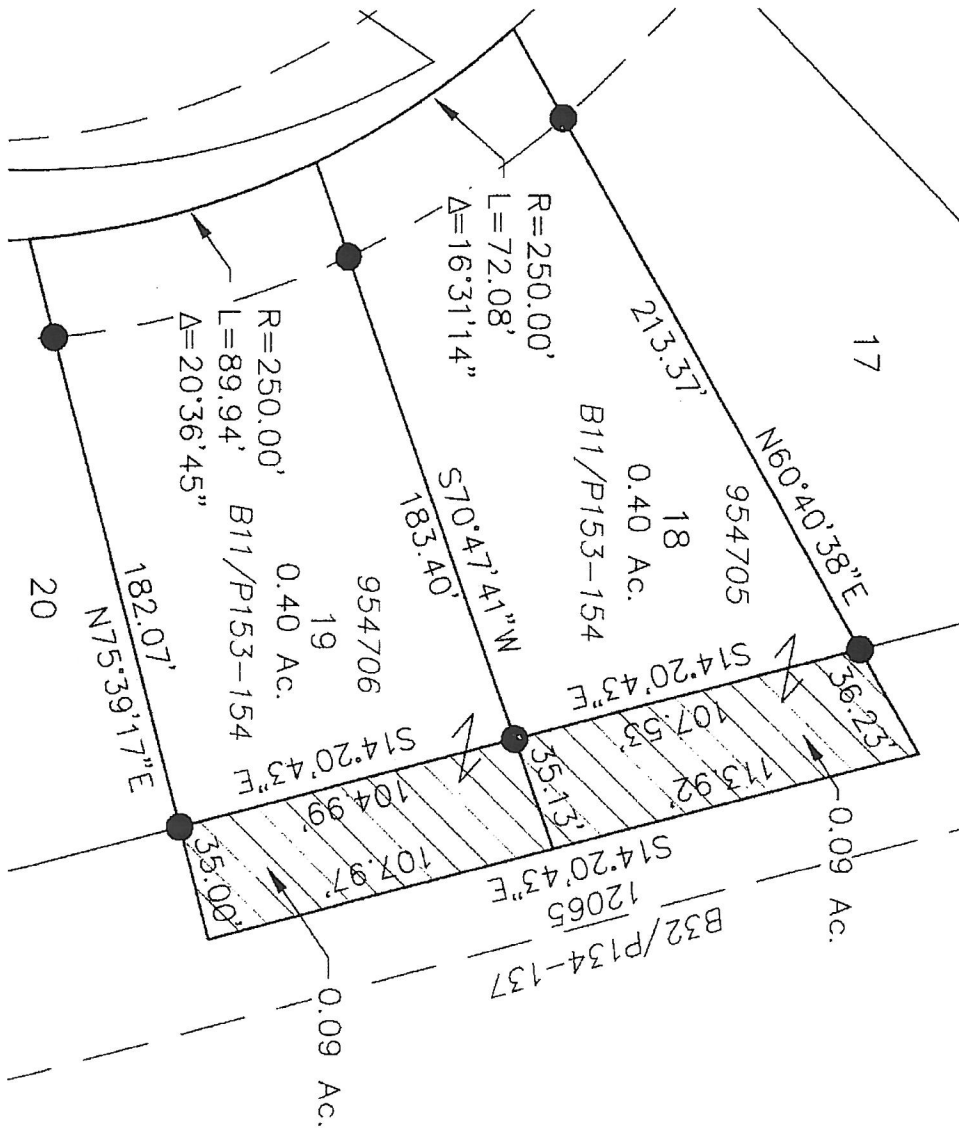 17
N60°40'38"E
213.37'
R=250.00'
L=72.08'
Δ=16°31'14"
954705
18
0.40 Ac.
B11/P153-154
S14°20'43"E
107.53'
36.23'
113.92'
0.09 Ac.
S70°47'41"W
183.40'
35.13'
R=250.00'
L=89.94'
Δ=20°36'45"
954706
19
0.40 Ac.
B11/P153-154
S14°20'43"E
104.99'
107.97'
S14°20'43"E
12065
B32/P134-137
182.07'
N75°39'17"E
35.00'
0.09 Ac.
20